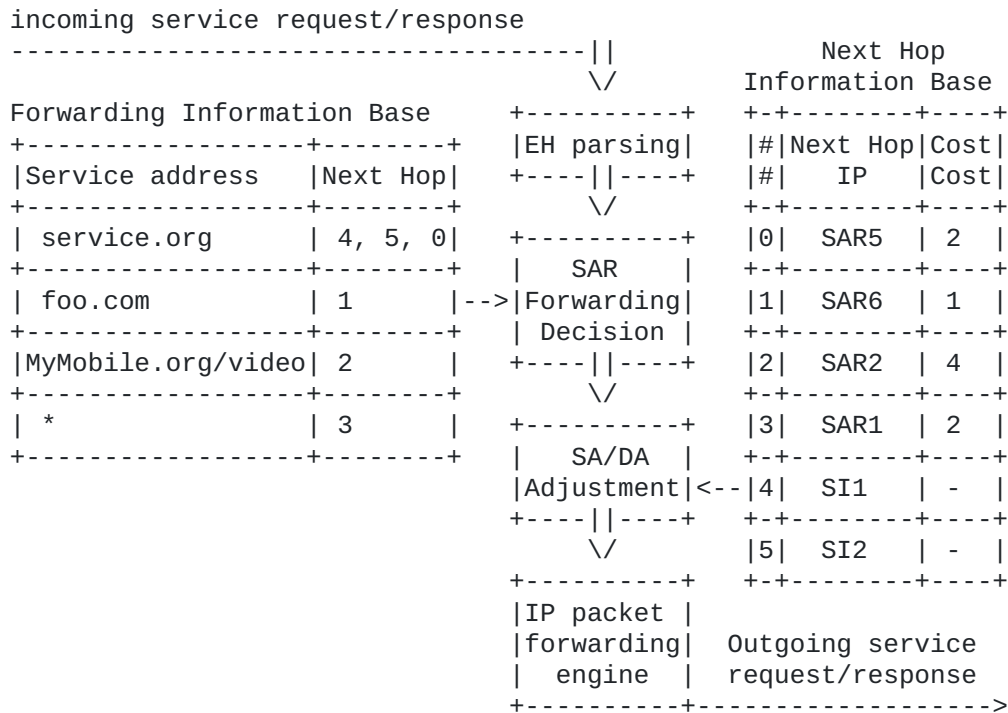 incoming service request/response
-------------------------------------||            Next Hop
                                     \/        Information Base
Forwarding Information Base     +----------+   +-+--------+----+
+------------------+--------+   |EH parsing|   |#|Next Hop|Cost|
|Service address   |Next Hop|   +----||----+   |#|   IP   |Cost|
+------------------+--------+        \/        +-+--------+----+
| service.org      | 4, 5, 0|   +----------+   |0|  SAR5  | 2  |
+------------------+--------+   |   SAR    |   +-+--------+----+
| foo.com          | 1      |-->|Forwarding|   |1|  SAR6  | 1  |
+------------------+--------+   | Decision |   +-+--------+----+
|MyMobile.org/video| 2      |   +----||----+   |2|  SAR2  | 4  |
+------------------+--------+        \/        +-+--------+----+
| *                | 3      |   +----------+   |3|  SAR1  | 2  |
+------------------+--------+   |   SA/DA  |   +-+--------+----+
                                |Adjustment|<--|4|  SI1   | -  |
                                +----||----+   +-+--------+----+
                                     \/        |5|  SI2   | -  |
                                +----------+   +-+--------+----+
                                |IP packet |
                                |forwarding|  Outgoing service
                                |  engine  |  request/response
                                +----------+------------------->